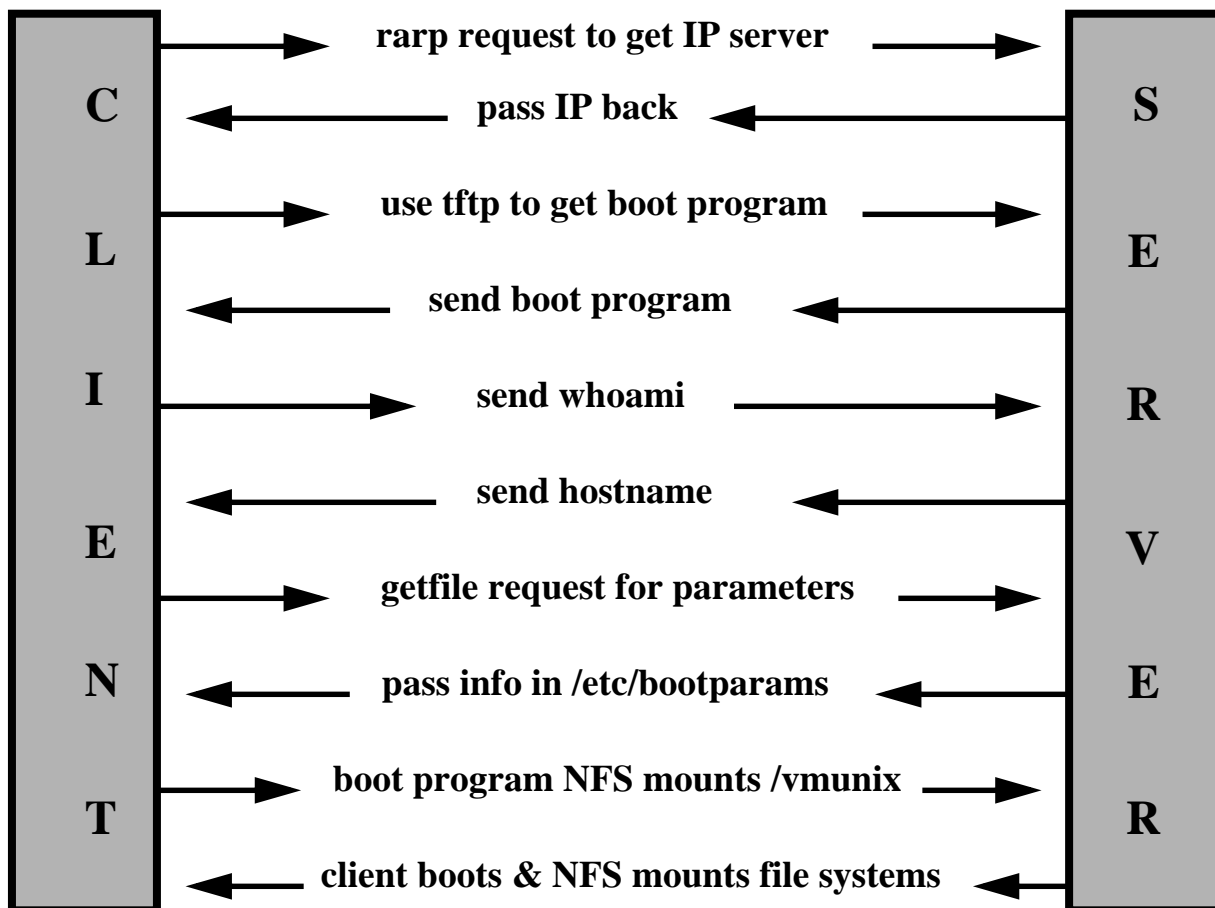 CLIENT
rarp request to get IP server
pass IP back
use tftp to get boot program
send boot program
send whoami
send hostname
getfile request for parameters
pass info in /etc/bootparams
boot program NFS mounts /vmunix
client boots & NFS mounts file systems
SERVER